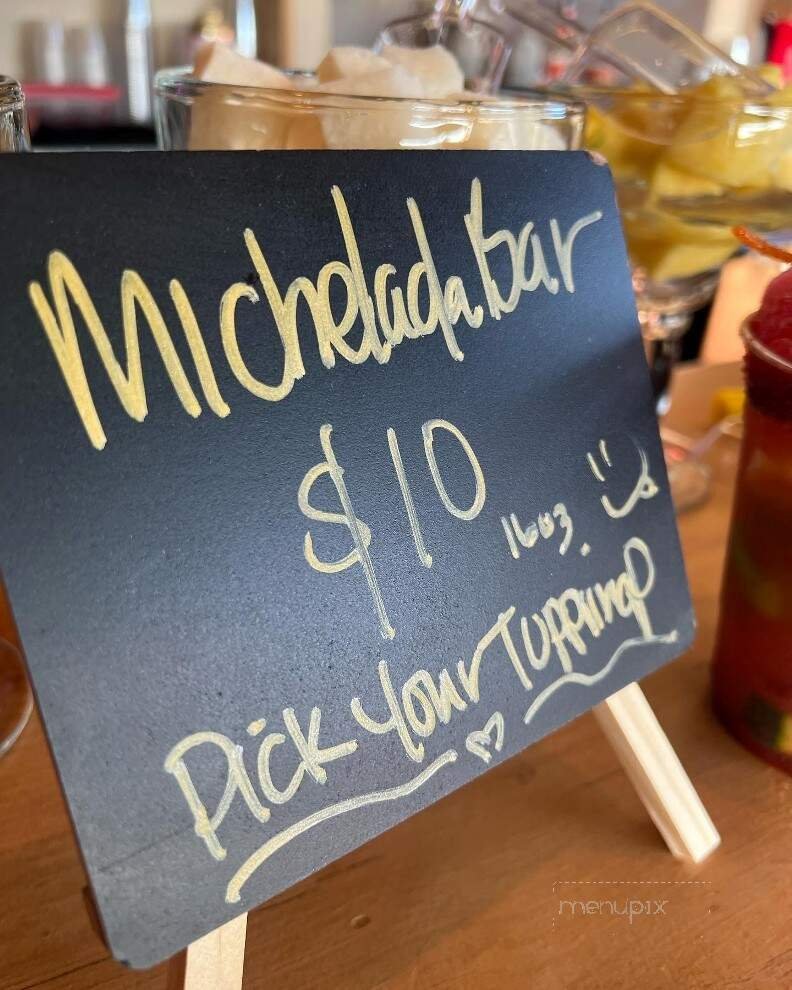 Michelada Bar
$10 16oz.
Pick Your Topping
menupix